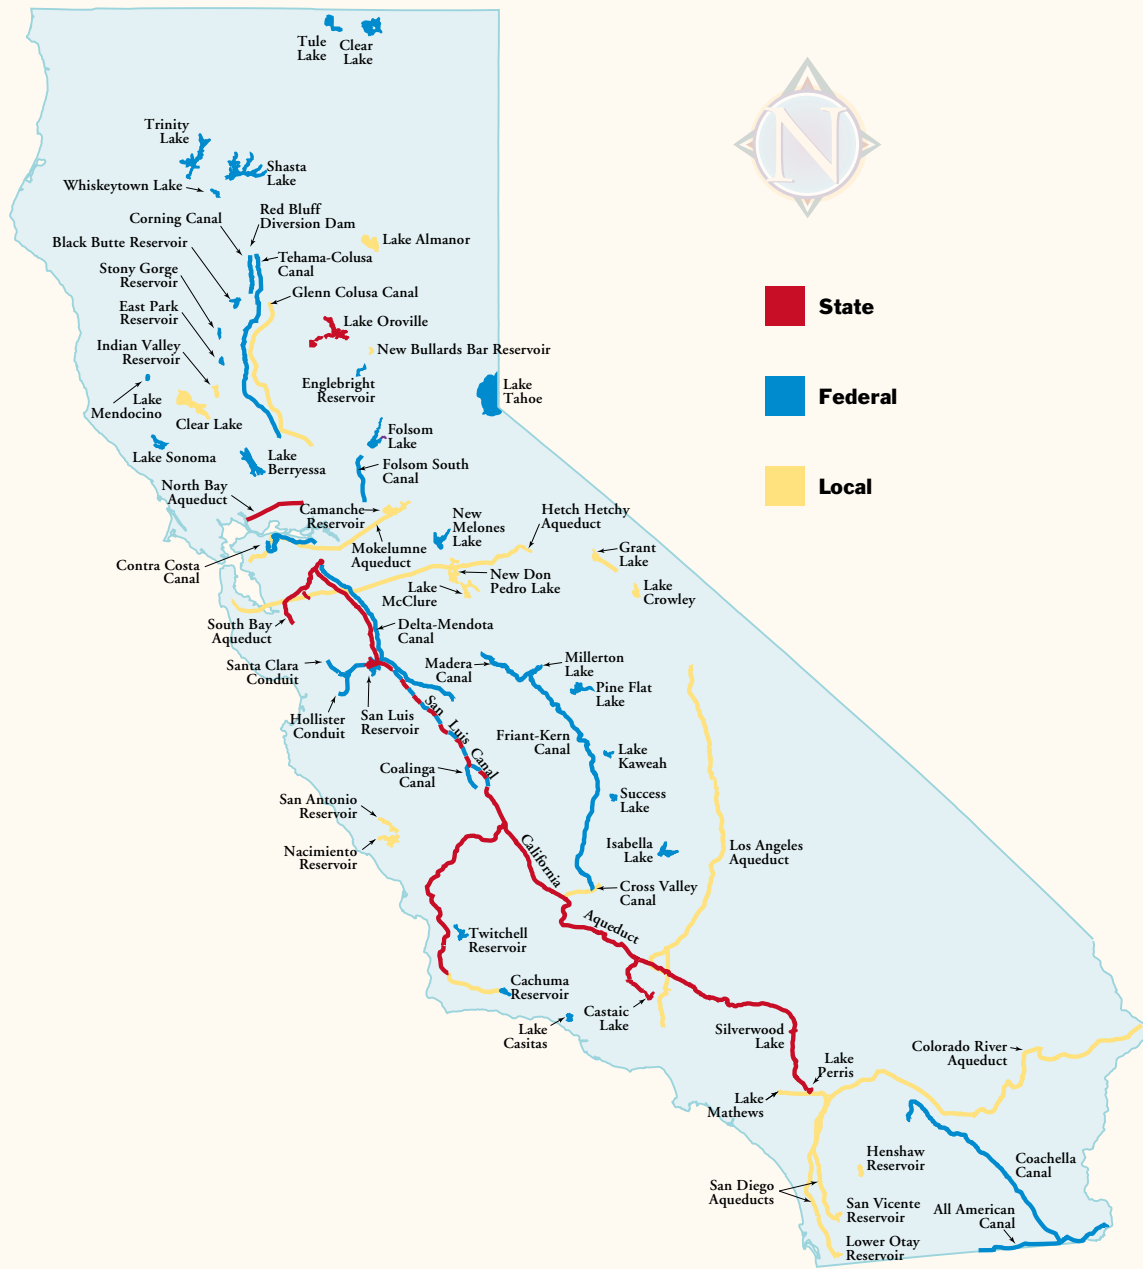 Tule
Lake
Clear
Lake
N
Trinity
Lake
Shasta
Lake
Whiskeytown Lake
Corning Canal
Red Bluff
Diversion Dam
Black Butte Reservoir
Lake Almanor
Tehama-Colusa
Canal
Stony Gorge
Reservoir
Glenn Colusa Canal
East Park
Reservoir
Lake Oroville
State
Indian Valley
Reservoir
New Bullards Bar Reservoir
Englebright
Reservoir
Lake
Tahoe
Federal
Lake
Mendocino
Clear Lake
Folsom
Lake
Lake Sonoma
Lake
Berryessa
Folsom South
Canal
Local
North Bay
Aqueduct
Camanche
Reservoir
New
Melones
Lake
Hetch Hetchy
Aqueduct
Mokelumne
Aqueduct
Grant
Lake
Contra Costa
Canal
New Don
Pedro Lake
Lake
McClure
Lake
Crowley
South Bay
Aqueduct
Delta-Mendota
Canal
Santa Clara
Conduit
Madera
Canal
Millerton
Lake
Pine Flat
Lake
Hollister
Conduit
San Luis
Reservoir
San Luis Canal
Friant-Kern
Canal
Lake
Kaweah
Coalinga
Canal
Success
Lake
San Antonio
Reservoir
Nacimiento
Reservoir
California
Isabella
Lake
Los Angeles
Aqueduct
Cross Valley
Canal
Aqueduct
Twitchell
Reservoir
Cachuma
Reservoir
Castaic
Lake
Lake
Casitas
Silverwood
Lake
Colorado River
Aqueduct
Lake
Perris
Lake
Mathews
Henshaw
Reservoir
Coachella
Canal
San Diego
Aqueducts
San Vicente
Reservoir
All American
Canal
Lower Otay
Reservoir